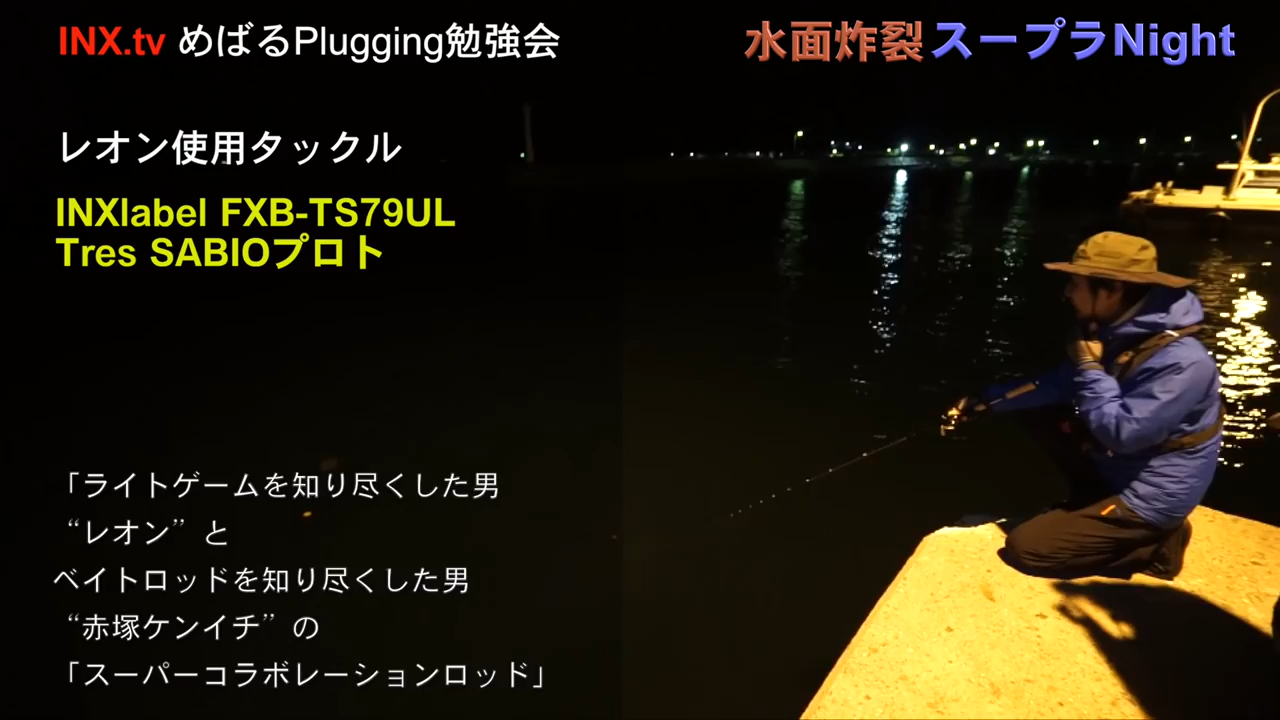 INX.tv めばるPlugging勉強会
水面炸裂スープラNight
レオン使用タックル
INXlabel FXB-TS79UL
Tres SABIOプロト
「ライトゲームを知り尽くした男
“レオン”と
ベイトロッドを知り尽くした男
“赤塚ケンイチ”の
「スーパーコラボレーションロッド」